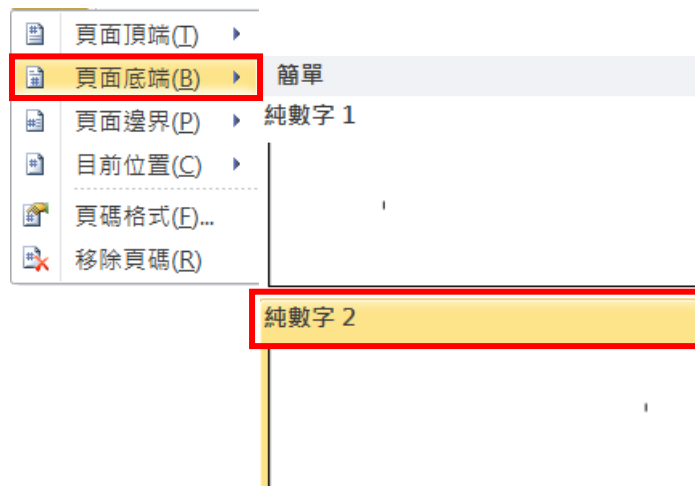 頁面頂端(T)
頁面底端(B)
頁面邊界(P)
目前位置(C)
頁碼格式(F)...
移除頁碼(R)
簡單
純數字 1
純數字 2